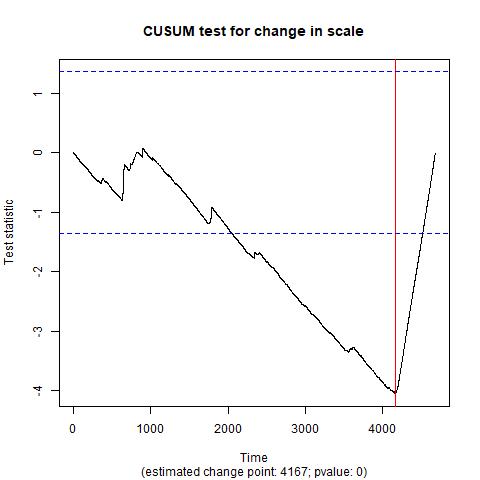 CUSUM test for change in scale
Test statistic
1
0
-1
-2
-3
-4
0
1000
2000
3000
4000
Time
(estimated change point: 4167; pvalue: 0)